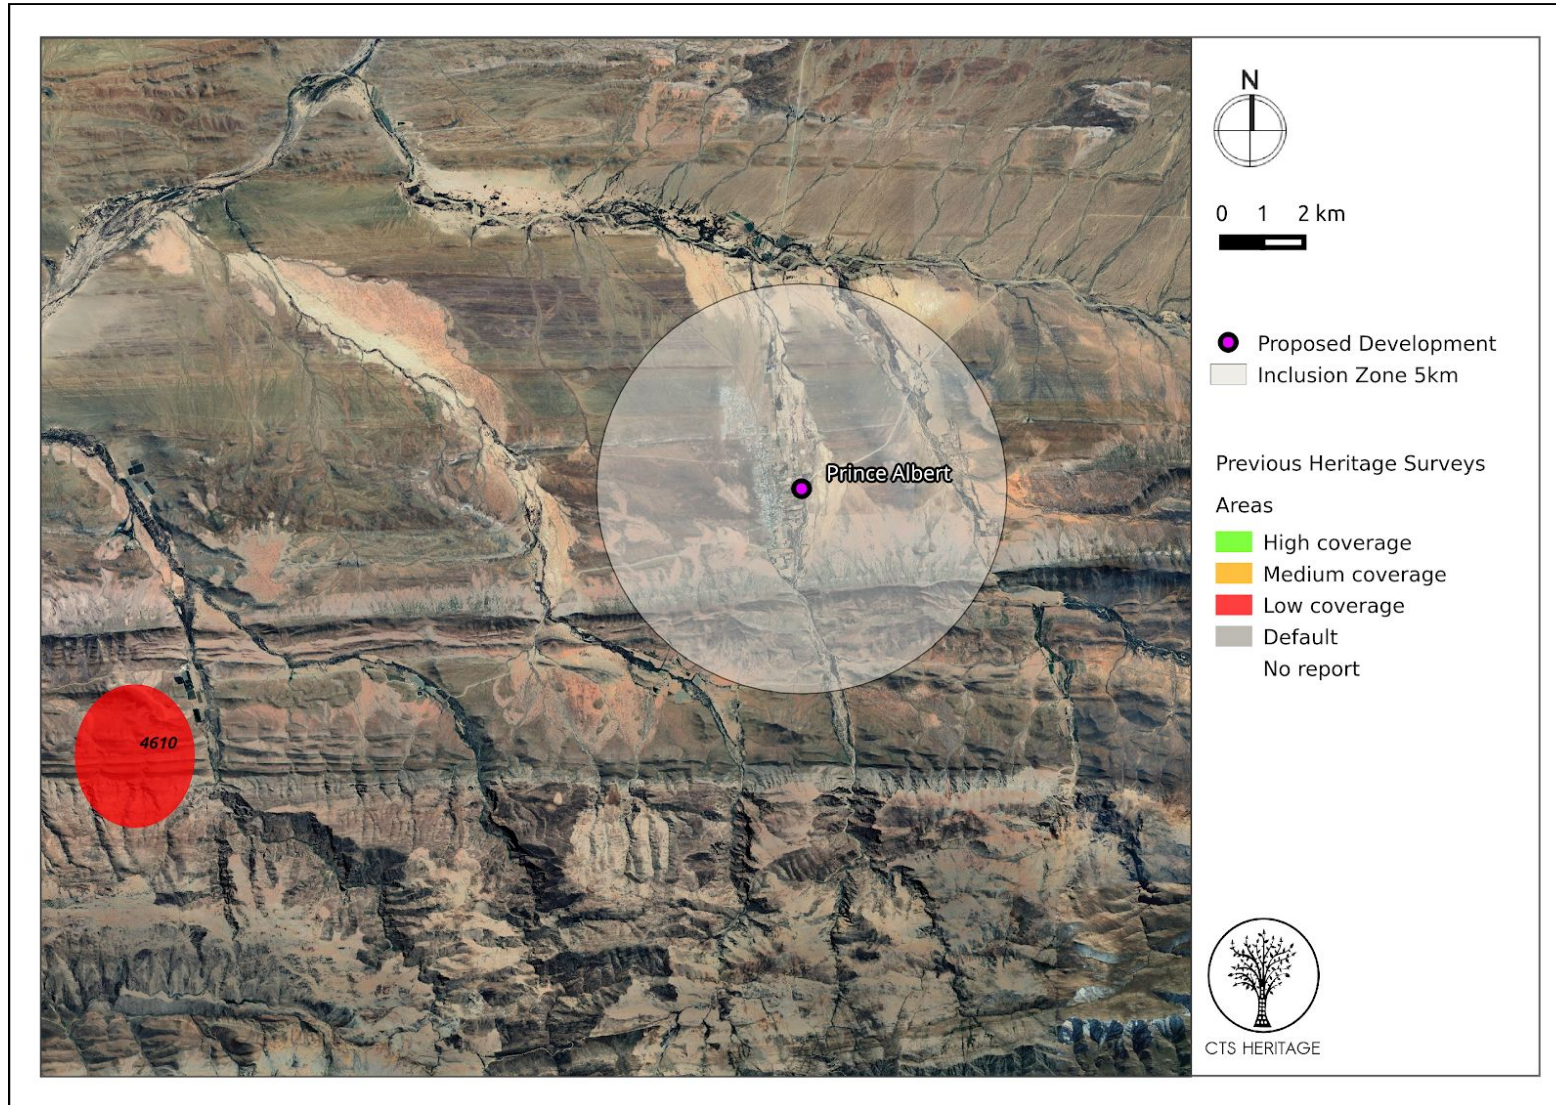 N
0 1 2 km
Proposed Development
Inclusion Zone 5km
Previous Heritage Surveys
Areas
High coverage
Medium coverage
Low coverage
Default
No report
Prince Albert
4610
CTS HERITAGE